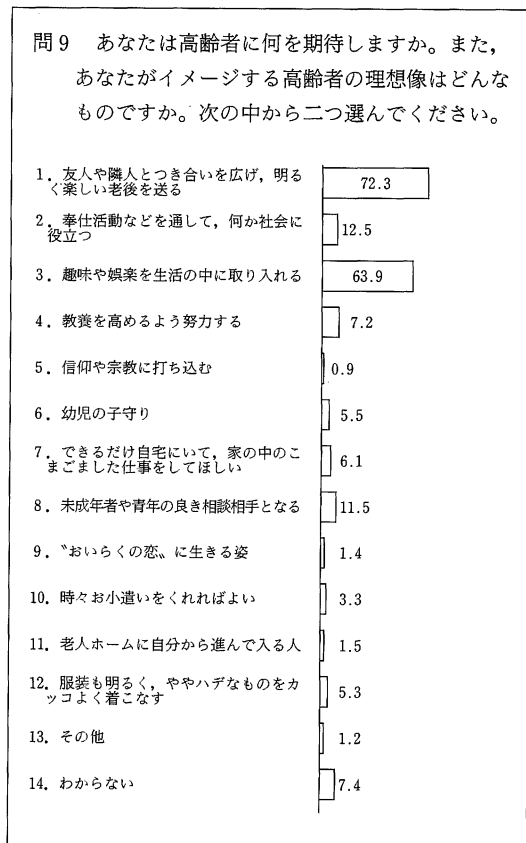 問9 あなたは高齢者に何を期待しますか。また，
あなたがイメージする高齢者の理想像はどんな
ものですか。次の中から二つ選んでください。
1．友人や隣人とつき合いを広げ，明る
く楽しい老後を送る
72.3
2．奉仕活動などを通して，何か社会に
役立つ
12.5
3．趣味や娯楽を生活の中に取り入れる
63.9
4．教養を高めるよう努力する
7.2
5．信仰や宗教に打ち込む
0.9
6．幼児の子守り
5.5
7．できるだけ自宅にいて，家の中のこ
まごました仕事をしてほしい
6.1
8．未成年者や青年の良き相談相手となる
11.5
9．〝おいらくの恋〟に生きる姿
1.4
10．時々お小遣いをくれればよい
3.3
11．老人ホームに自分から進んで入る人
1.5
12．服装も明るく，ややハデなものをカ
ッコよく着こなす
5.3
13．その他
1.2
14．わからない
7.4